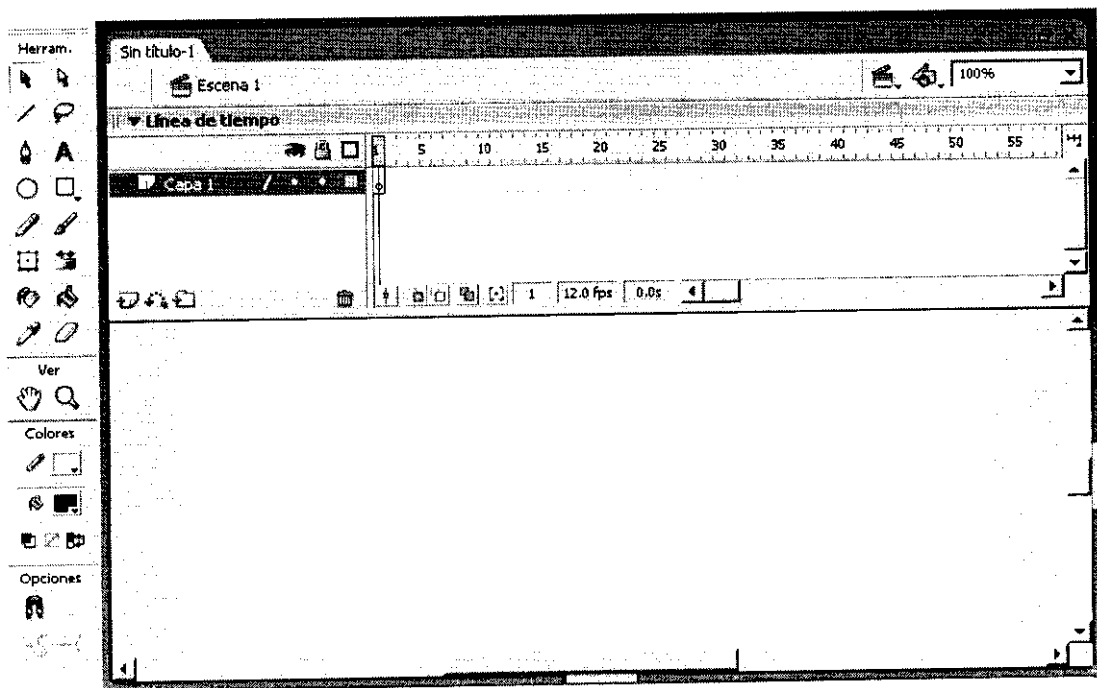 Herram.
Sin título-1
Escena 1
100%
Línea de tiempo
5 10 15 20 25 30 35 40 45 50 55
Capa 1
1 12.0 fps 0.0s
A
Ver
Colores
Opciones